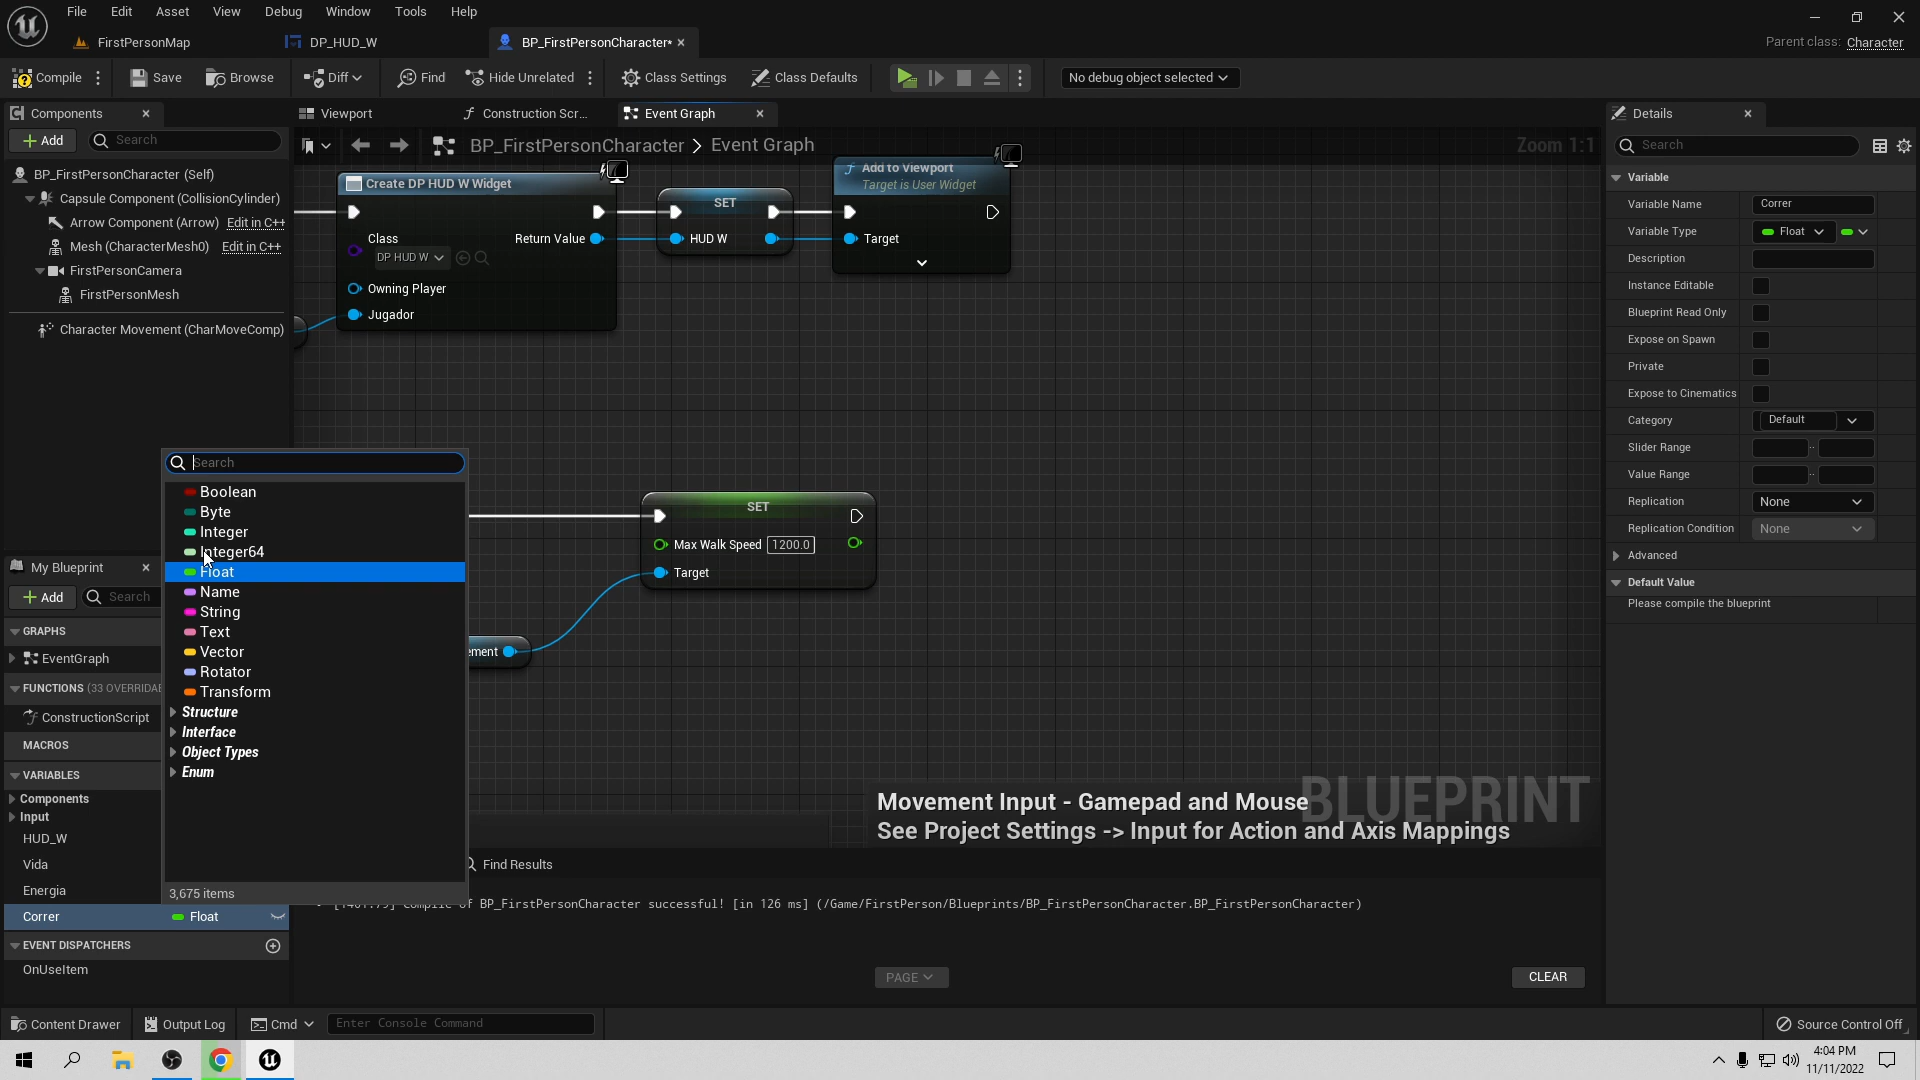 File Edit Asset View Debug Window Tools Help
FirstPersonMap
DP_HUD_W
BP_FirstPersonCharacter*
Parent class: Character
Compile
Save
Browse
Diff
Find
Hide Unrelated
Class Settings
Class Defaults
No debug object selected
Components
Add
Search
BP_FirstPersonCharacter (Self)
Capsule Component (CollisionCylinder)
Arrow Component (Arrow) Edit in C++
Mesh (CharacterMesh0) Edit in C++
FirstPersonCamera
FirstPersonMesh
Character Movement (CharMoveComp)
Viewport
Construction Scr...
Event Graph
BP_FirstPersonCharacter > Event Graph
Zoom 1:1
Create DP HUD W Widget
Class
DP HUD W
Return Value
Owning Player
Jugador
SET
HUD W
Add to Viewport
Target is User Widget
Target
SET
Max Walk Speed 1200.0
Target
ement
Movement Input - Gamepad and Mouse
See Project Settings -> Input for Action and Axis Mappings
BLUEPRINT
Search
Boolean
Byte
Integer
Integer64
Float
Name
String
Text
Vector
Rotator
Transform
Structure
Interface
Object Types
Enum
3,675 items
My Blueprint
Add
Search
GRAPHS
EventGraph
FUNCTIONS (33 OVERRIDA
ConstructionScript
MACROS
VARIABLES
Components
Input
HUD_W
Vida
Energia
Correr Float
EVENT DISPATCHERS
OnUseItem
Find Results
Compile of BP_FirstPersonCharacter successful! [in 126 ms] (/Game/FirstPerson/Blueprints/BP_FirstPersonCharacter.BP_FirstPersonCharacter)
PAGE
CLEAR
Details
Search
Variable
Variable Name Correr
Variable Type Float
Description
Instance Editable
Blueprint Read Only
Expose on Spawn
Private
Expose to Cinematics
Category Default
Slider Range ..
Value Range ..
Replication None
Replication Condition None
Advanced
Default Value
Please compile the blueprint
Content Drawer
Output Log
Cmd
Enter Console Command
Source Control Off
4:04 PM
11/11/2022